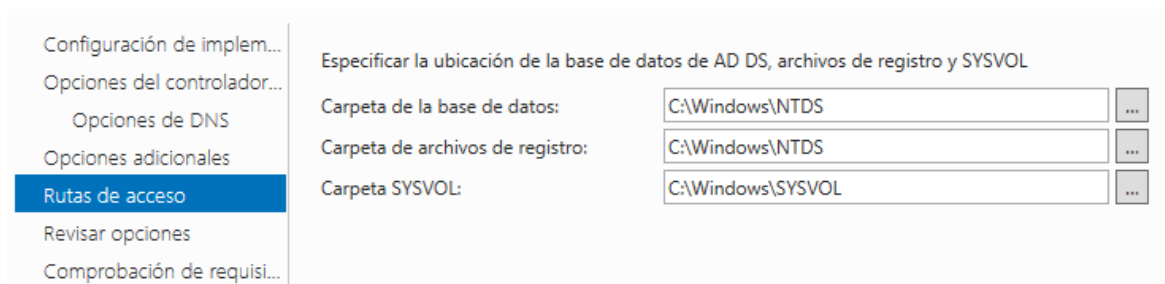 Configuración de implem...
Opciones del controlador...
Opciones de DNS
Opciones adicionales
Rutas de acceso
Revisar opciones
Comprobación de requisi...
Especificar la ubicación de la base de datos de AD DS, archivos de registro y SYSVOL
Carpeta de la base de datos: C:\Windows\NTDS ...
Carpeta de archivos de registro: C:\Windows\NTDS ...
Carpeta SYSVOL: C:\Windows\SYSVOL ...